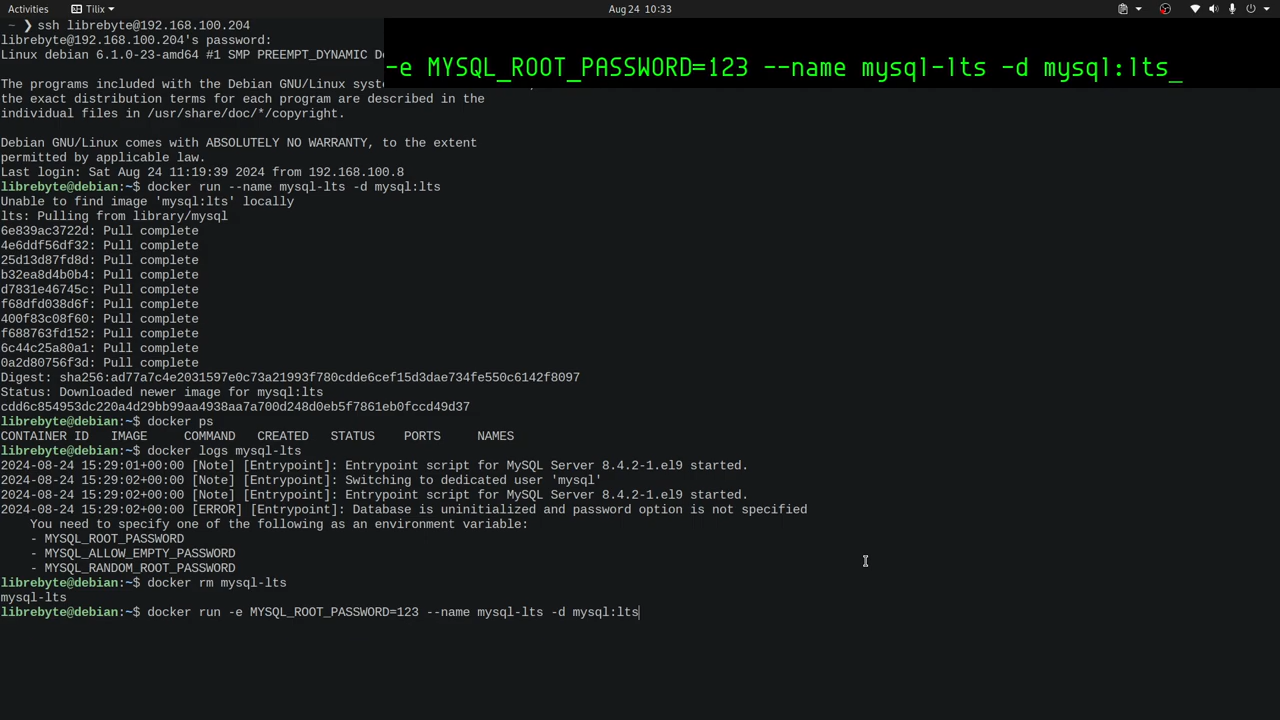 Activities Tilix Aug 24 10:33
~ ❯ ssh librebyte@192.168.100.204
librebyte@192.168.100.204's password:
Linux debian 6.1.0-23-amd64 #1 SMP PREEMPT_DYNAMIC
-e MYSQL_ROOT_PASSWORD=123 --name mysql-lts -d mysql:lts_
The programs included with the Debian GNU/Linux
the exact distribution terms for each program are described in the
individual files in /usr/share/doc/*/copyright.
Debian GNU/Linux comes with ABSOLUTELY NO WARRANTY, to the extent
permitted by applicable law.
Last login: Sat Aug 24 11:19:39 2024 from 192.168.100.8
librebyte@debian:~$ docker run --name mysql-lts -d mysql:lts
Unable to find image 'mysql:lts' locally
lts: Pulling from library/mysql
6e839ac3722d: Pull complete
4e6ddf56df32: Pull complete
25d13d87fd8d: Pull complete
b32ea8d4b0b4: Pull complete
d7831e46745c: Pull complete
f68dfd038d6f: Pull complete
400f83c08f60: Pull complete
f688763fd152: Pull complete
6c44c25a80a1: Pull complete
0a2d80756f3d: Pull complete
Digest: sha256:ad77a7c4e2031597e0c73a21993f780cdde6cef15d3dae734fe550c6142f8097
Status: Downloaded newer image for mysql:lts
cdd6c854953dc220a4d29bb99aa4938aa7a700d248d0eb5f7861eb0fccd49d37
librebyte@debian:~$ docker ps
CONTAINER ID IMAGE COMMAND CREATED STATUS PORTS NAMES
librebyte@debian:~$ docker logs mysql-lts
2024-08-24 15:29:01+00:00 [Note] [Entrypoint]: Entrypoint script for MySQL Server 8.4.2-1.el9 started.
2024-08-24 15:29:02+00:00 [Note] [Entrypoint]: Switching to dedicated user 'mysql'
2024-08-24 15:29:02+00:00 [Note] [Entrypoint]: Entrypoint script for MySQL Server 8.4.2-1.el9 started.
2024-08-24 15:29:02+00:00 [ERROR] [Entrypoint]: Database is uninitialized and password option is not specified
You need to specify one of the following as an environment variable:
- MYSQL_ROOT_PASSWORD
- MYSQL_ALLOW_EMPTY_PASSWORD
- MYSQL_RANDOM_ROOT_PASSWORD
librebyte@debian:~$ docker rm mysql-lts
mysql-lts
librebyte@debian:~$ docker run -e MYSQL_ROOT_PASSWORD=123 --name mysql-lts -d mysql:lts